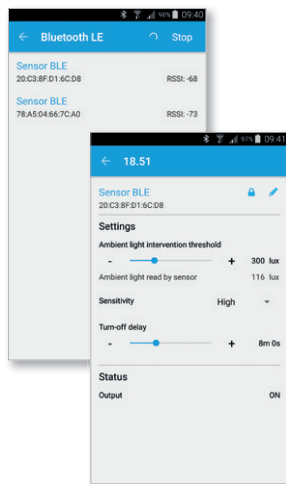 96% 09:40
← Bluetooth LE Stop
Sensor BLE
20:C3:8F:D1:6C:D8 RSSI: -68
Sensor BLE
78:A5:04:66:7C:A0 RSSI: -73
97% 09:41
← 18.51
Sensor BLE
20:C3:8F:D1:6C:D8
Settings
Ambient light intervention threshold
- + 300 lux
Ambient light read by sensor 116 lux
Sensitivity High
Turn-off delay
- + 8m 0s
Status
Output ON